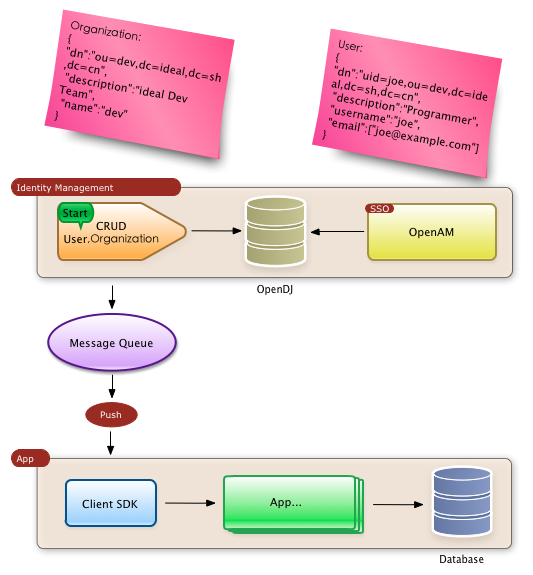 Organization:
{
"dn":"ou=dev,dc=ideal,dc=sh
,dc=cn",
"description":"ideal Dev
Team",
"name":"dev"
}
User:
{
"dn":"uid=joe,ou=dev,dc=ide
al,dc=sh,dc=cn",
"description":"Programmer",
"username":"joe",
"email":["joe@example.com"]
}
Identity Management
Start
CRUD
User,Organization
SSO
OpenAM
OpenDJ
Message Queue
Push
App
Client SDK
App...
Database